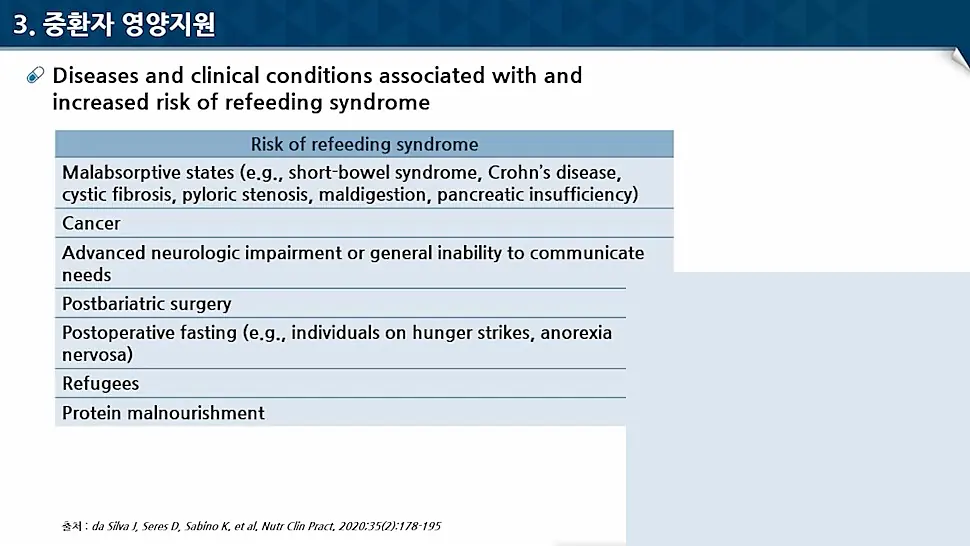 3. 중환자 영양지원
Diseases and clinical conditions associated with and
increased risk of refeeding syndrome
Risk of refeeding syndrome
Malabsorptive states (e.g., short-bowel syndrome, Crohn's disease,
cystic fibrosis, pyloric stenosis, maldigestion, pancreatic insufficiency)
Cancer
Advanced neurologic impairment or general inability to communicate
needs
Postbariatric surgery
Postoperative fasting (e.g., individuals on hunger strikes, anorexia
nervosa)
Refugees
Protein malnourishment
출처 : da Silva J, Seres D, Sabino K, et al, Nutr Clin Pract, 2020;35(2):178-195